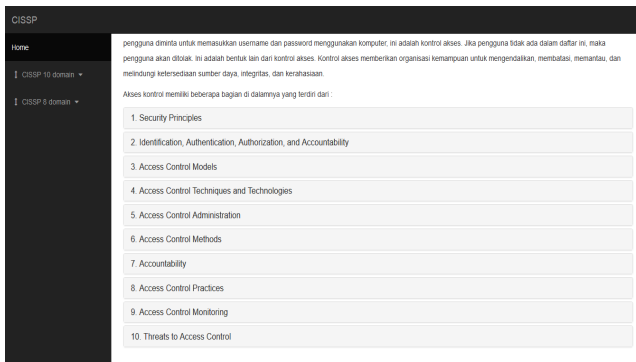 CISSP
Home
CISSP 10 domain
CISSP 8 domain
pengguna diminta untuk memasukkan username dan password menggunakan komputer, ini adalah kontrol akses. Jika pengguna tidak ada dalam daftar ini, maka
pengguna akan ditolak. Ini adalah bentuk lain dari kontrol akses. Kontrol akses memberikan organisasi kemampuan untuk mengendalikan, membatasi, memantau, dan
melindungi ketersediaan sumber daya, integritas, dan kerahasiaan.
Akses kontrol memiliki beberapa bagian di dalamnya yang terdiri dari :
1. Security Principles
2. Identification, Authentication, Authorization, and Accountability
3. Access Control Models
4. Access Control Techniques and Technologies
5. Access Control Administration
6. Access Control Methods
7. Accountability
8. Access Control Practices
9. Access Control Monitoring
10. Threats to Access Control